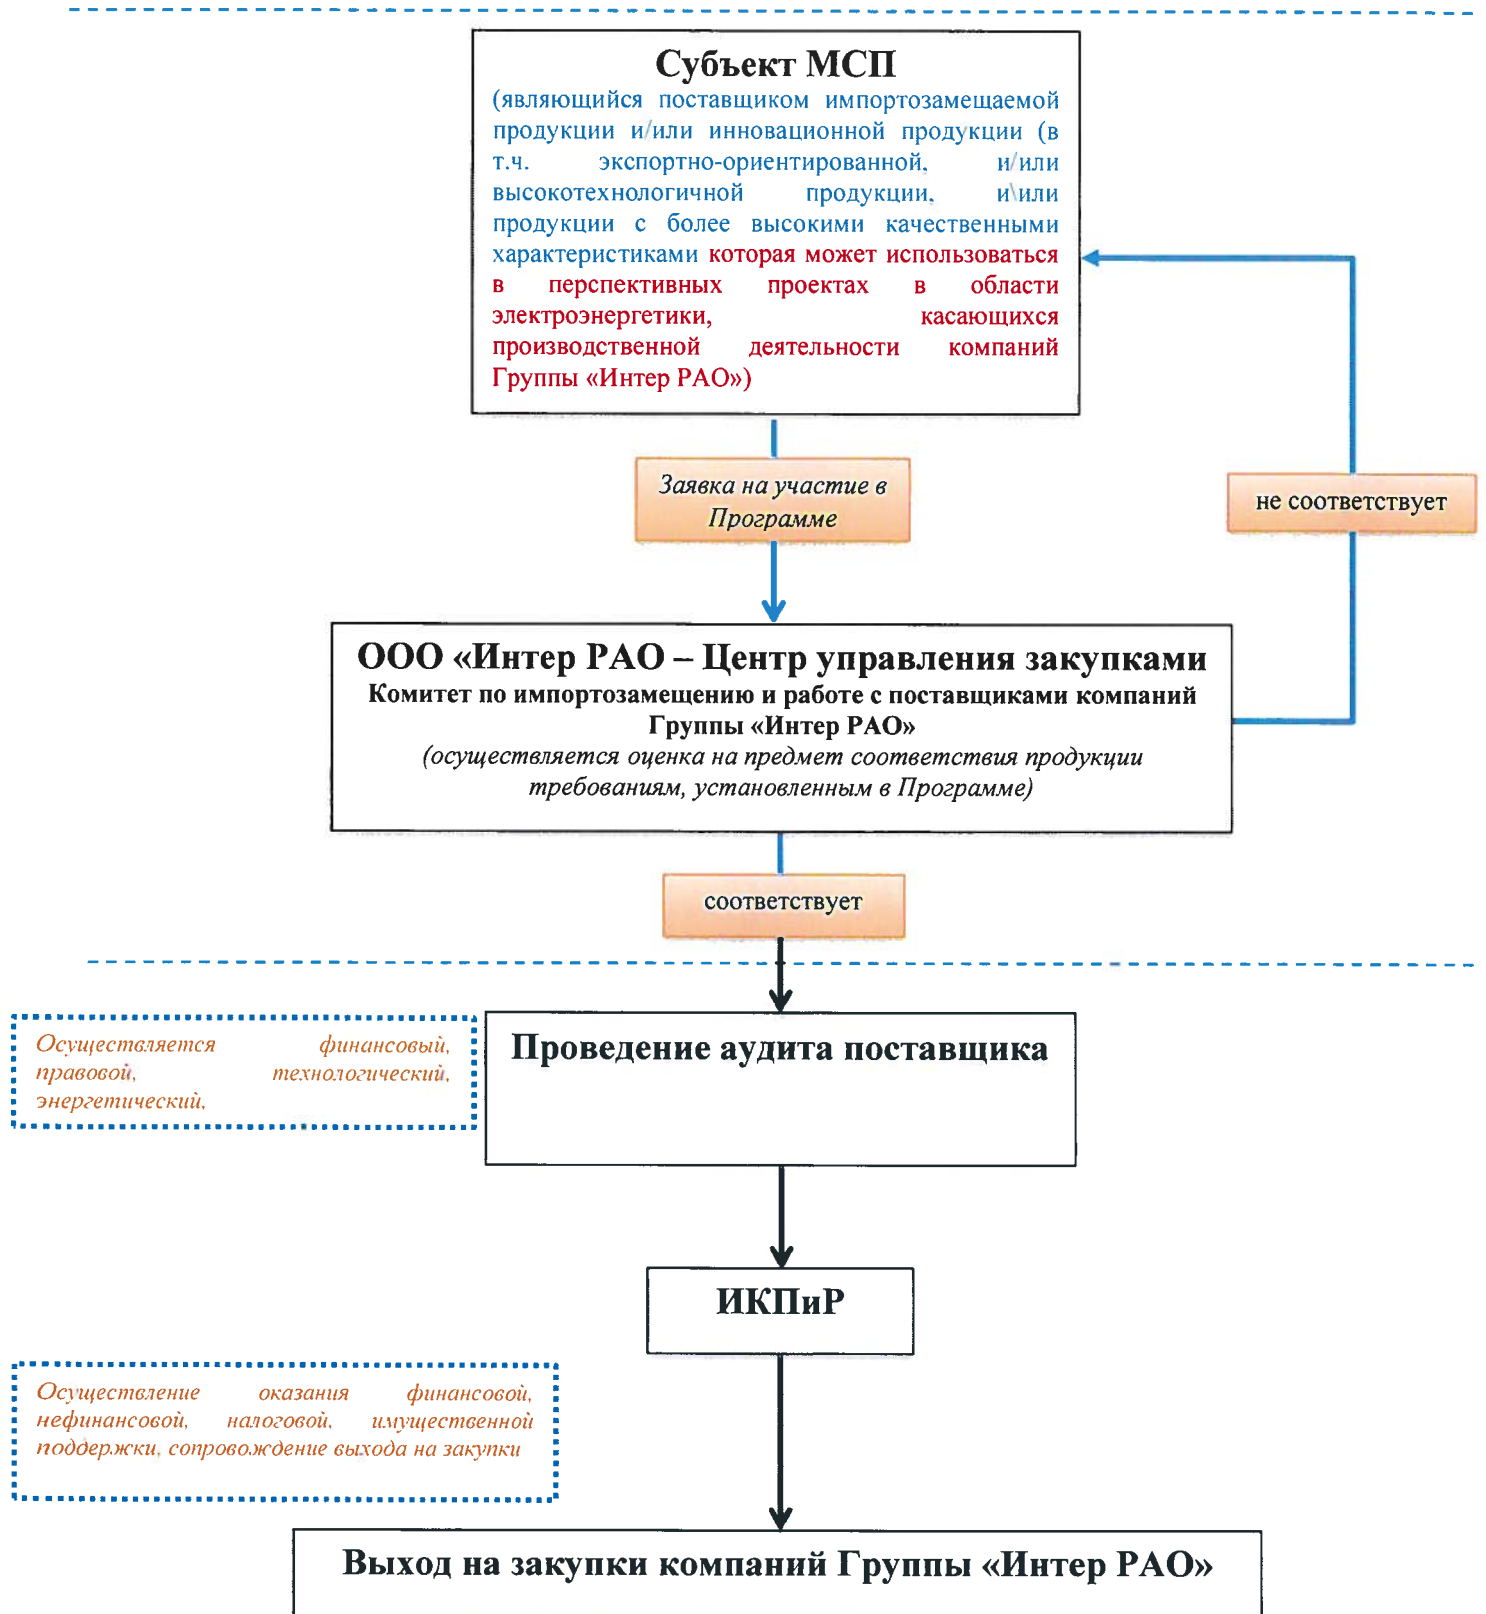 Субъект МСП
(являющийся поставщиком импортозамещаемой
продукции и/или инновационной продукции (в
т.ч. экспортно-ориентированной, и/или
высокотехнологичной продукции, и\или
продукции с более высокими качественными
характеристиками которая может использоваться
в перспективных проектах в области
электроэнергетики, касающихся
производственной деятельности компаний
Группы «Интер РАО»)
Заявка на участие в
Программе
не соответствует
ООО «Интер РАО – Центр управления закупками
Комитет по импортозамещению и работе с поставщиками компаний
Группы «Интер РАО»
(осуществляется оценка на предмет соответствия продукции
требованиям, установленным в Программе)
соответствует
Осуществляется финансовый,
правовой, технологический,
энергетический,
Проведение аудита поставщика
ИКПиР
Осуществление оказания финансовой,
нефинансовой, налоговой, имущественной
поддержки, сопровождение выхода на закупки
Выход на закупки компаний Группы «Интер РАО»